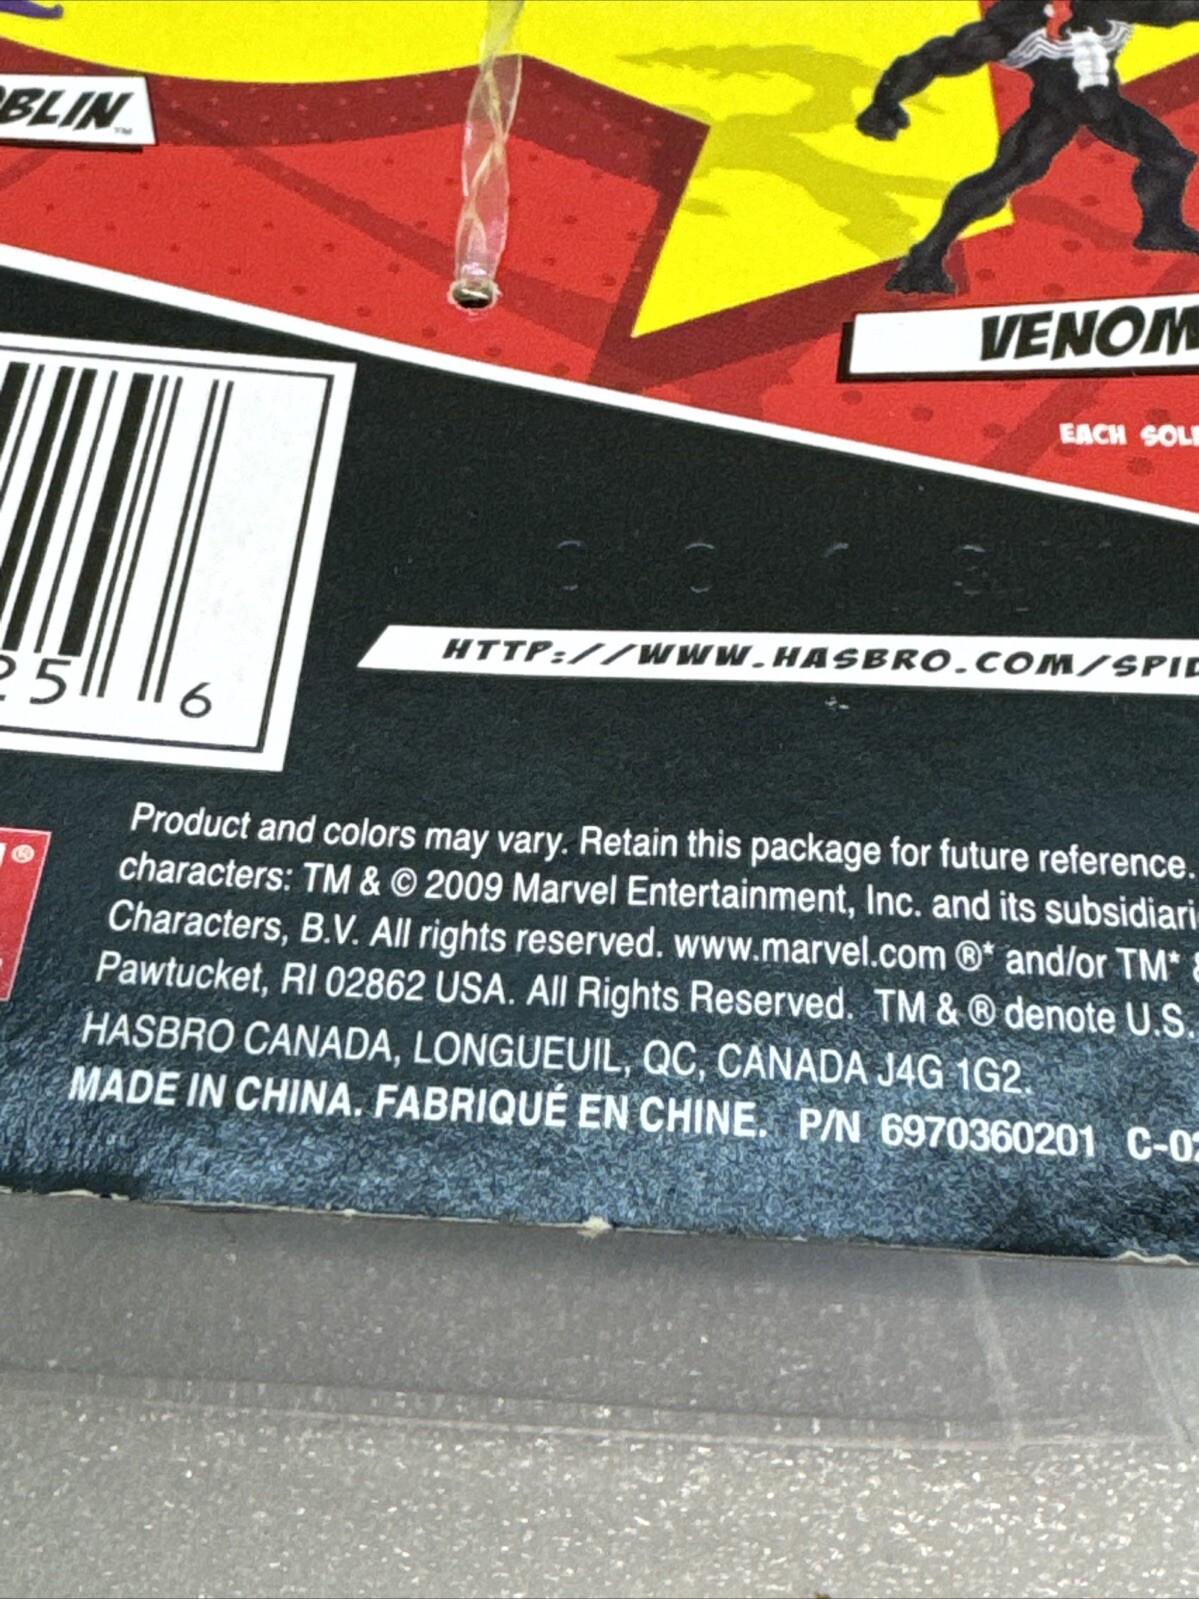 BLIN™
VENOM
EACH SOL
25 6
HTTP://WWW.HASBRO.COM/SPID
Product and colors may vary. Retain this package for future reference.
®
characters: TM & © 2009 Marvel Entertainment, Inc. and its subsidiari
Characters, B.V. All rights reserved. www.marvel.com ®* and/or TM* &
Pawtucket, RI 02862 USA. All Rights Reserved. TM & ® denote U.S.
HASBRO CANADA, LONGUEUIL, QC, CANADA J4G 1G2.
MADE IN CHINA. FABRIQUÉ EN CHINE. P/N 6970360201 C-02